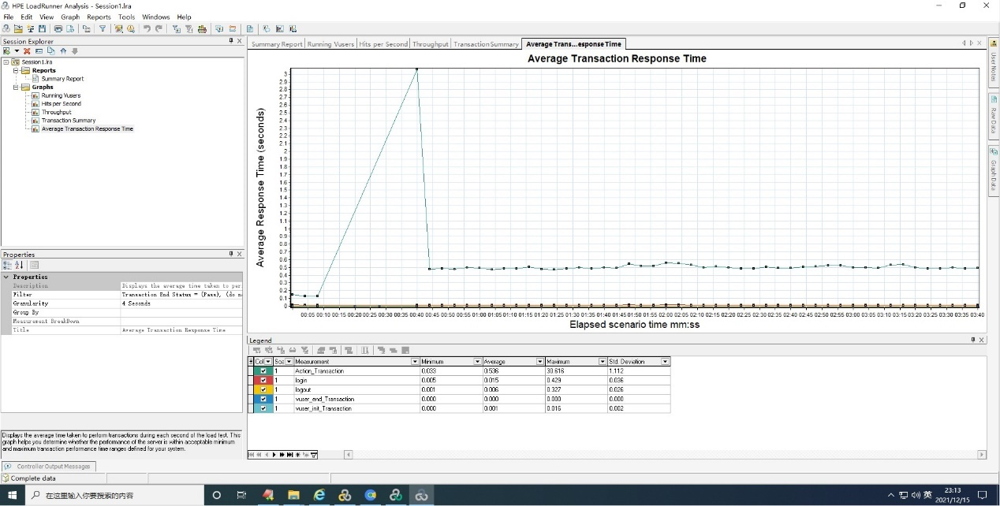 HPE LoadRunner Analysis - Session1.lra
File Edit View Graph Reports Tools Windows Help
Session Explorer
Session1.lra
Reports
Summary Report
Graphs
Running Vusers
Hits per Second
Throughput
Transaction Summary
Average Transaction Response Time
Properties
Properties
Description Displays the average time taken to per
Filter Transaction End Status = (Pass), (do n
Granularity 4 Seconds
Group By
Measurement BreakDown
Title Average Transaction Response Time
Displays the average time taken to perform transactions during each second of the load test. This
graph helps you determine whether the performance of the server is within acceptable minimum
and maximum transaction performance time ranges defined for your system.
Controller Output Messages
Complete data
Summary Report Running Vusers Hits per Second Throughput Transaction Summary Average Trans...esponse Time
Average Transaction Response Time
Average Response Time (seconds)
3
2.9
2.8
2.7
2.6
2.5
2.4
2.3
2.2
2.1
2
1.9
1.8
1.7
1.6
1.5
1.4
1.3
1.2
1.1
1
0.9
0.8
0.7
0.6
0.5
0.4
0.3
0.2
0.1
0
00:05 00:10 00:15 00:20 00:25 00:30 00:35 00:40 00:45 00:50 00:55 01:00 01:05 01:10 01:15 01:20 01:25 01:30 01:35 01:40 01:45 01:50 01:55 02:00 02:05 02:10 02:15 02:20 02:25 02:30 02:35 02:40 02:45 02:50 02:55 03:00 03:05 03:10 03:15 03:20 03:25 03:30 03:35 03:40
Elapsed scenario time mm:ss
Legend
Col Sca Measurement Minimum Average Maximum Std. Deviation
1 Action_Transaction 0.033 0.536 30.616 1.112
1 login 0.005 0.015 0.429 0.036
1 logout 0.001 0.006 0.327 0.026
1 vuser_end_Transaction 0.000 0.000 0.000 0.000
1 vuser_init_Transaction 0.000 0.001 0.016 0.002
User Notes
Raw Data
Graph Data
在这里输入你要搜索的内容
英
23:13
2021/12/15